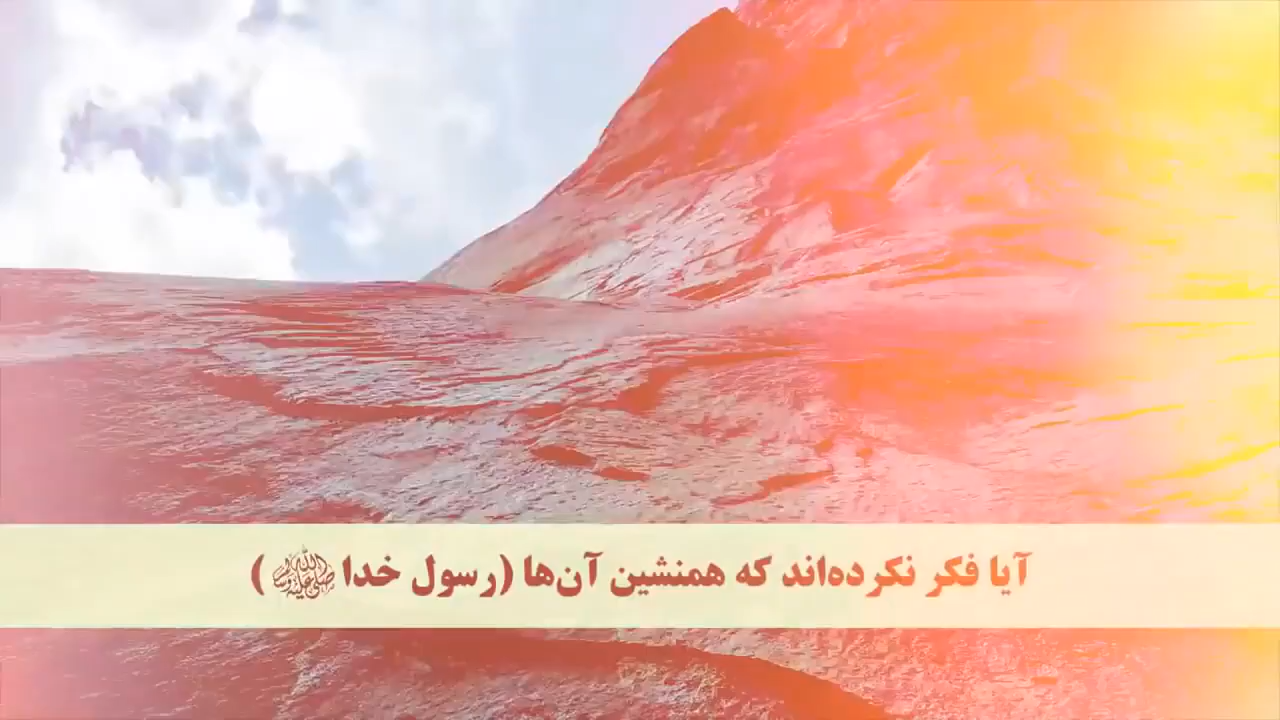 آیا فکر نکرده‌اند که همنشین آن‌ها (رسول خدا ﷺ )